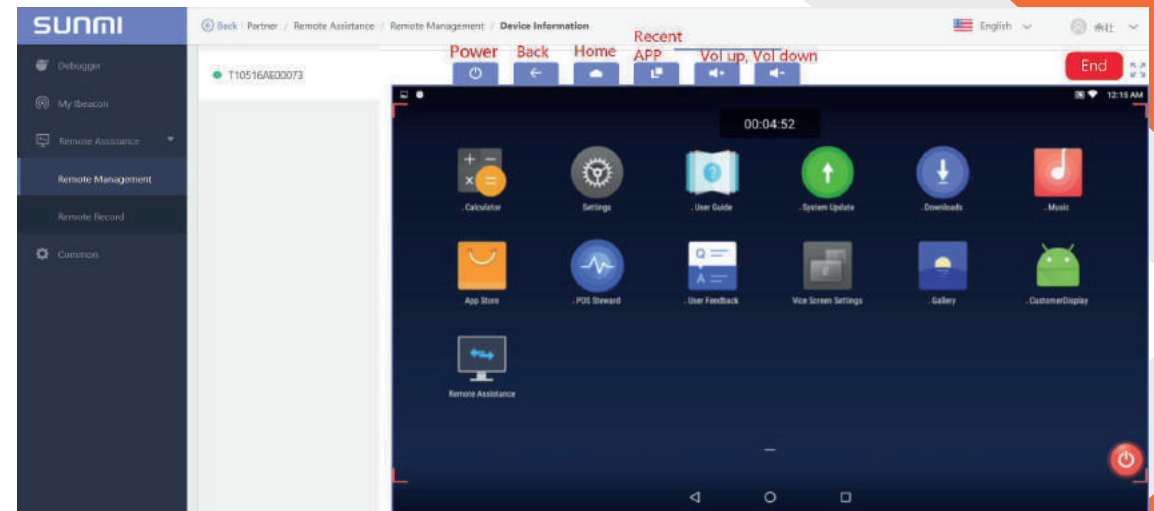 SUNMI
Back Partner / Remote Assistance / Remote Management / Device Information
English
Debugger
My Ibeacon
Remote Assistance
Remote Management
Remote Record
Common
T10516AE00073
Power Back Home Recent APP Vol up, Vol down
End
12:15 AM
00:04:52
.Calculator Settings .User Guide .System Update .Downloads .Music
App Store .POS Steward .User Feedback Vice Screen Settings .Gallery .CustomerDisplay
Remote Assistance